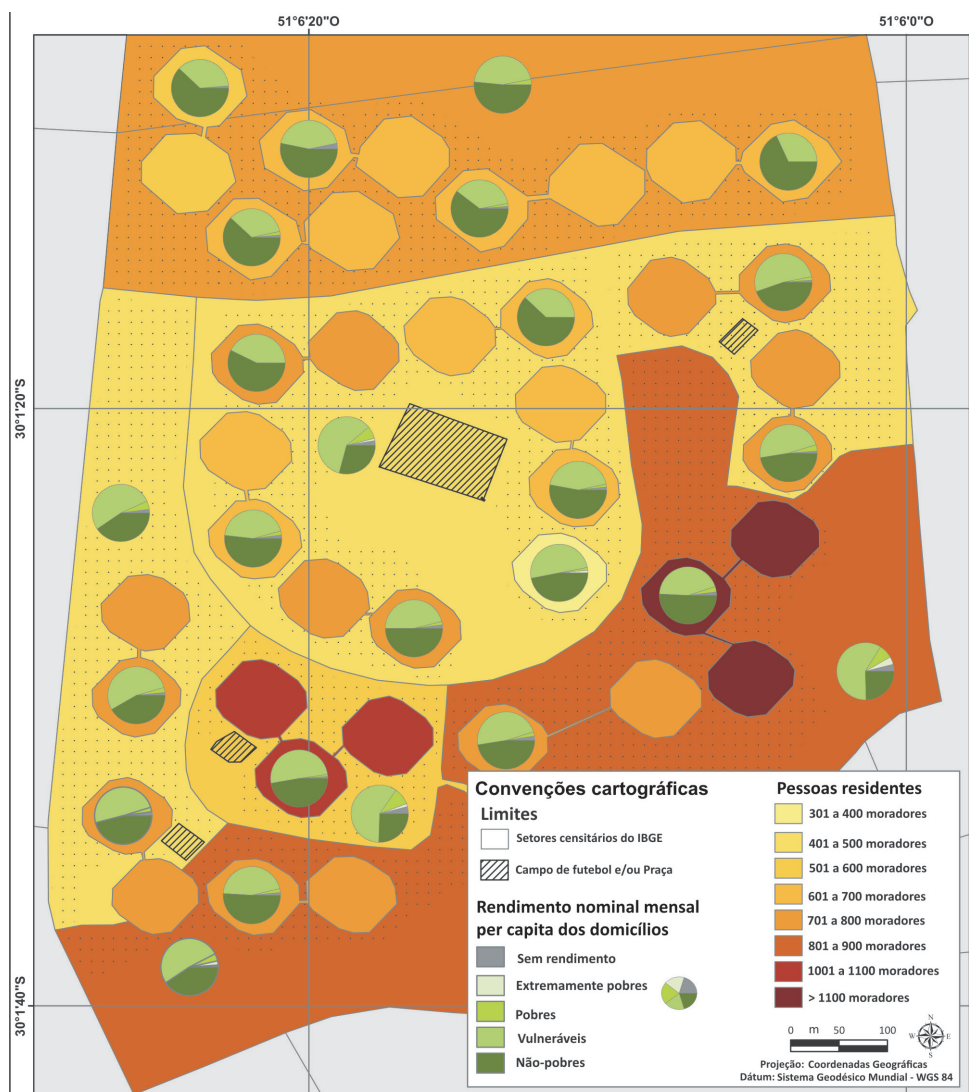 51°6'20"O
51°6'0"O
30°1'20"S
30°1'40"S
Convenções cartográficas
Limites
Setores censitários do IBGE
Campo de futebol e/ou Praça
Rendimento nominal mensal
per capita dos domicílios
Sem rendimento
Extremamente pobres
Pobres
Vulneráveis
Não-pobres
Pessoas residentes
301 a 400 moradores
401 a 500 moradores
501 a 600 moradores
601 a 700 moradores
701 a 800 moradores
801 a 900 moradores
1001 a 1100 moradores
> 1100 moradores
0 m 50 100
N
W E
S
Projeção: Coordenadas Geográficas
Dátum: Sistema Geodésico Mundial - WGS 84